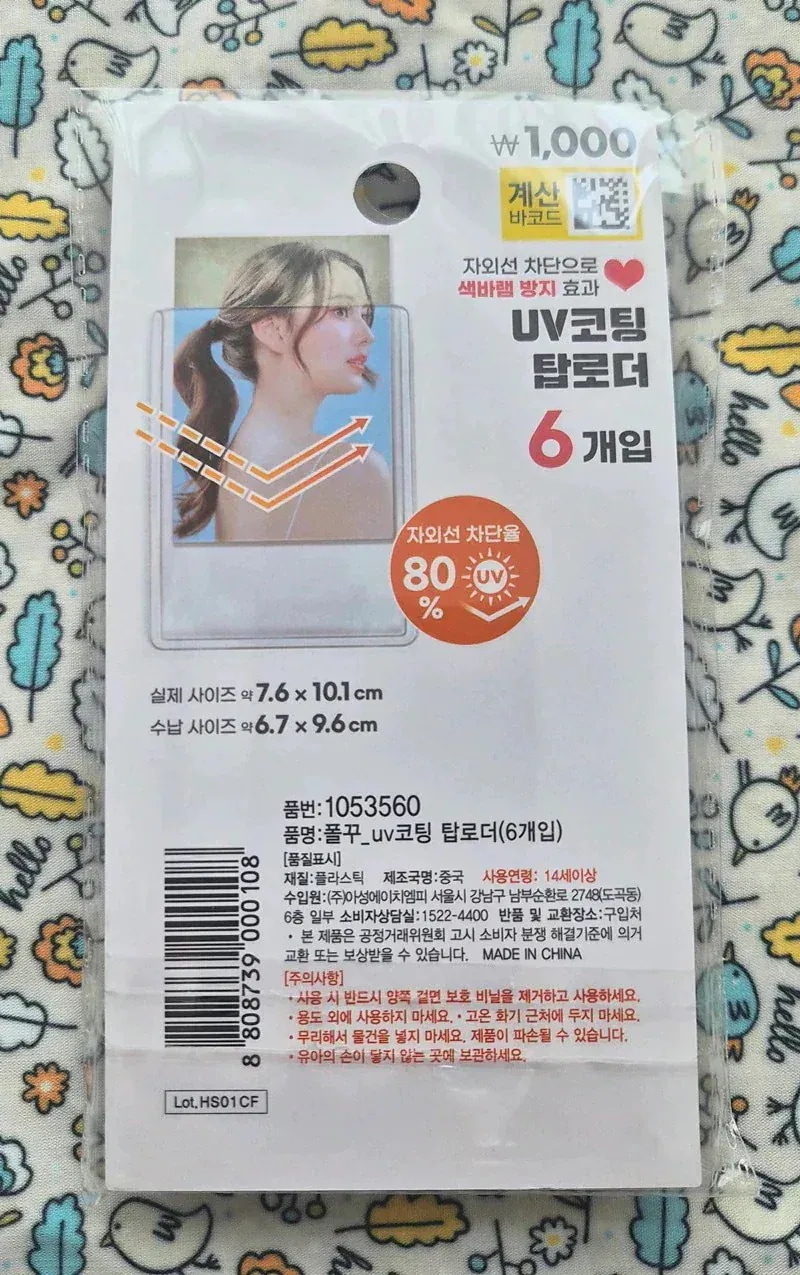 ₩1,000
계산
바코드
자외선 차단으로
색바램 방지 효과
UV코팅
탑로더
6개입
자외선 차단율
80
%
UV
실제 사이즈 약 7.6 × 10.1 cm
수납 사이즈 약 6.7 × 9.6 cm
품번:1053560
품명:폴꾸_uv코팅 탑로더(6개입)
[품질표시]
재질:플라스틱 제조국명:중국 사용연령: 14세이상
수입원:(주)아성에이치엠피 서울시 강남구 남부순환로 2748(도곡동)
6층 일부 소비자상담실:1522-4400 반품 및 교환장소:구입처
· 본 제품은 공정거래위원회 고시 소비자 분쟁 해결기준에 의거
교환 또는 보상받을 수 있습니다. MADE IN CHINA
[주의사항]
· 사용 시 반드시 양쪽 겉면 보호 비닐을 제거하고 사용하세요.
· 용도 외에 사용하지 마세요. · 고온 화기 근처에 두지 마세요.
· 무리해서 물건을 넣지 마세요. 제품이 파손될 수 있습니다.
· 유아의 손이 닿지 않는 곳에 보관하세요.
8 808739 000108
Lot.HS01CF
hello
hello
hello
hello
hello